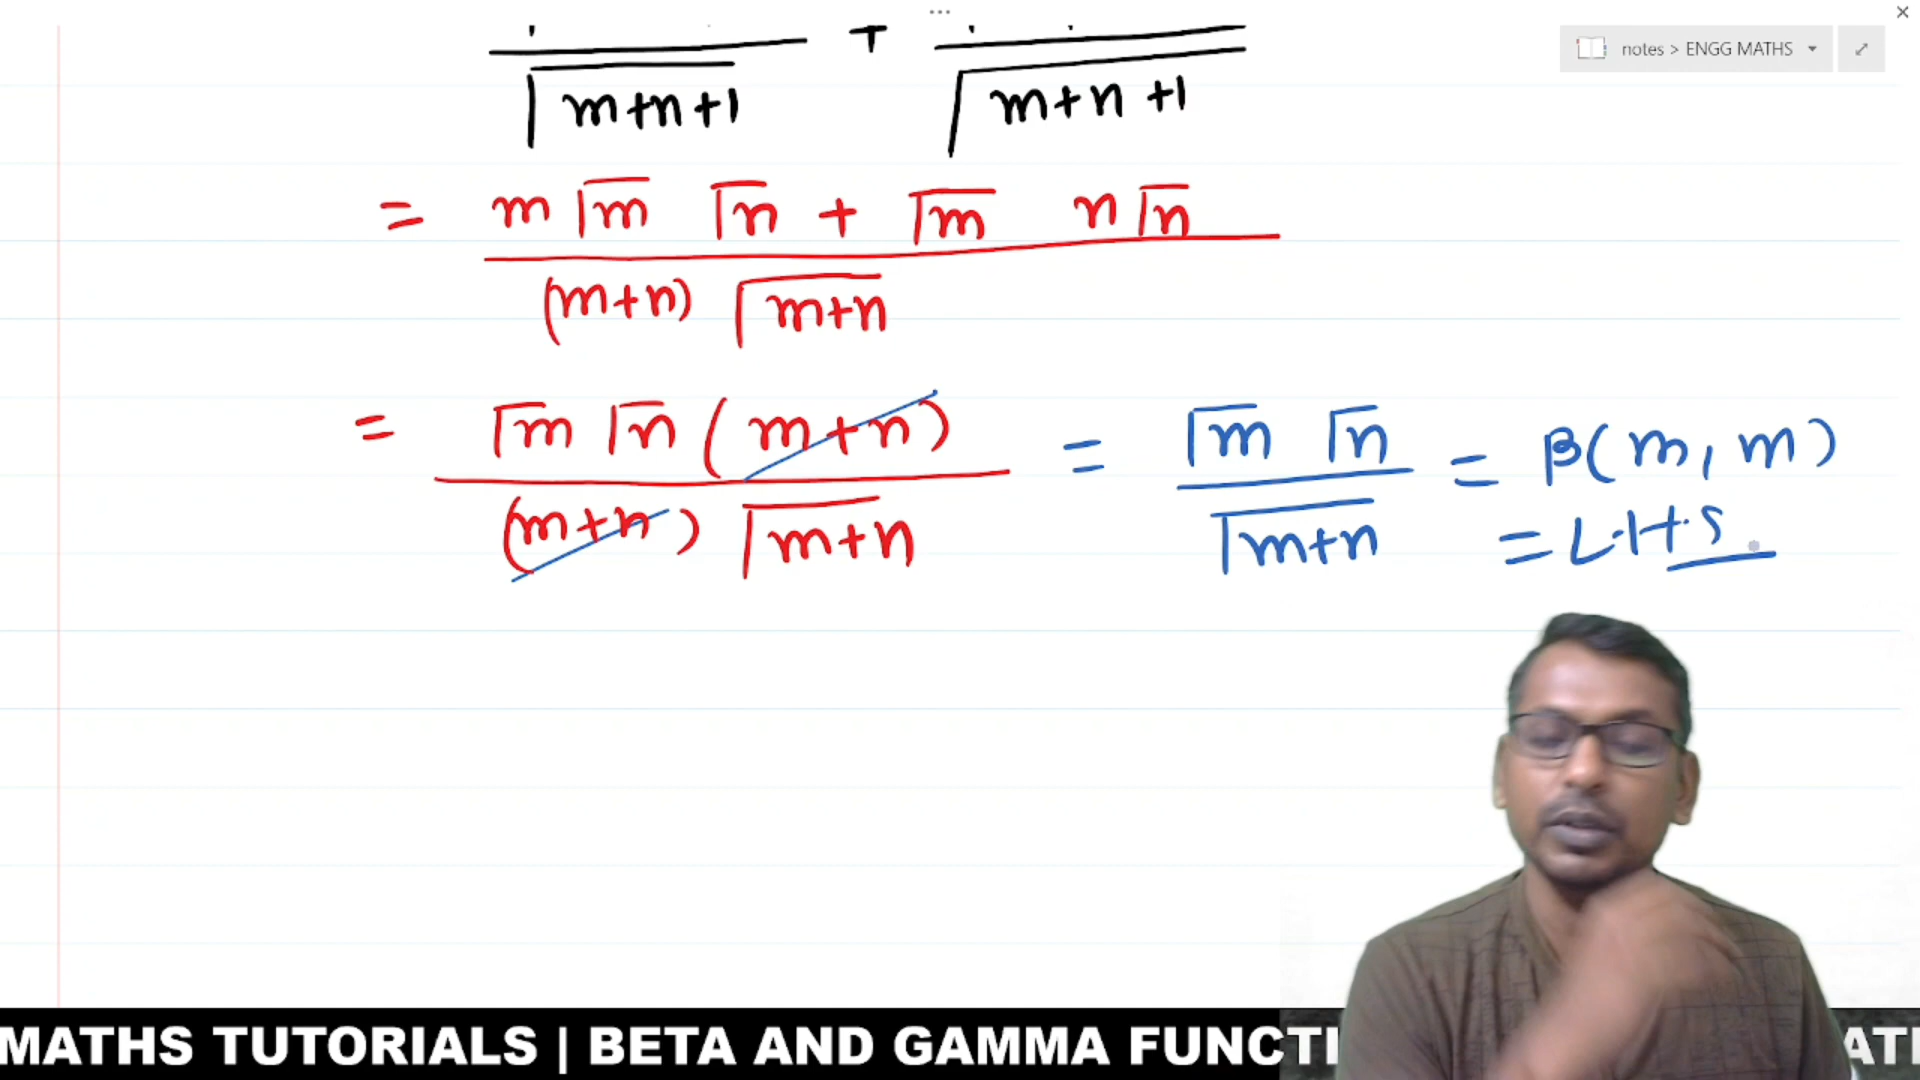 notes > ENGG MATHS
+
Γm+n+1 Γm+n+1
= m Γm Γn + Γm n Γn
(m+n) Γm+n
= Γm Γn (m+n) = Γm Γn = β(m, m)
(m+n) Γm+n Γm+n = L.H.S
MATHS TUTORIALS | BETA AND GAMMA FUNCTI
ATI